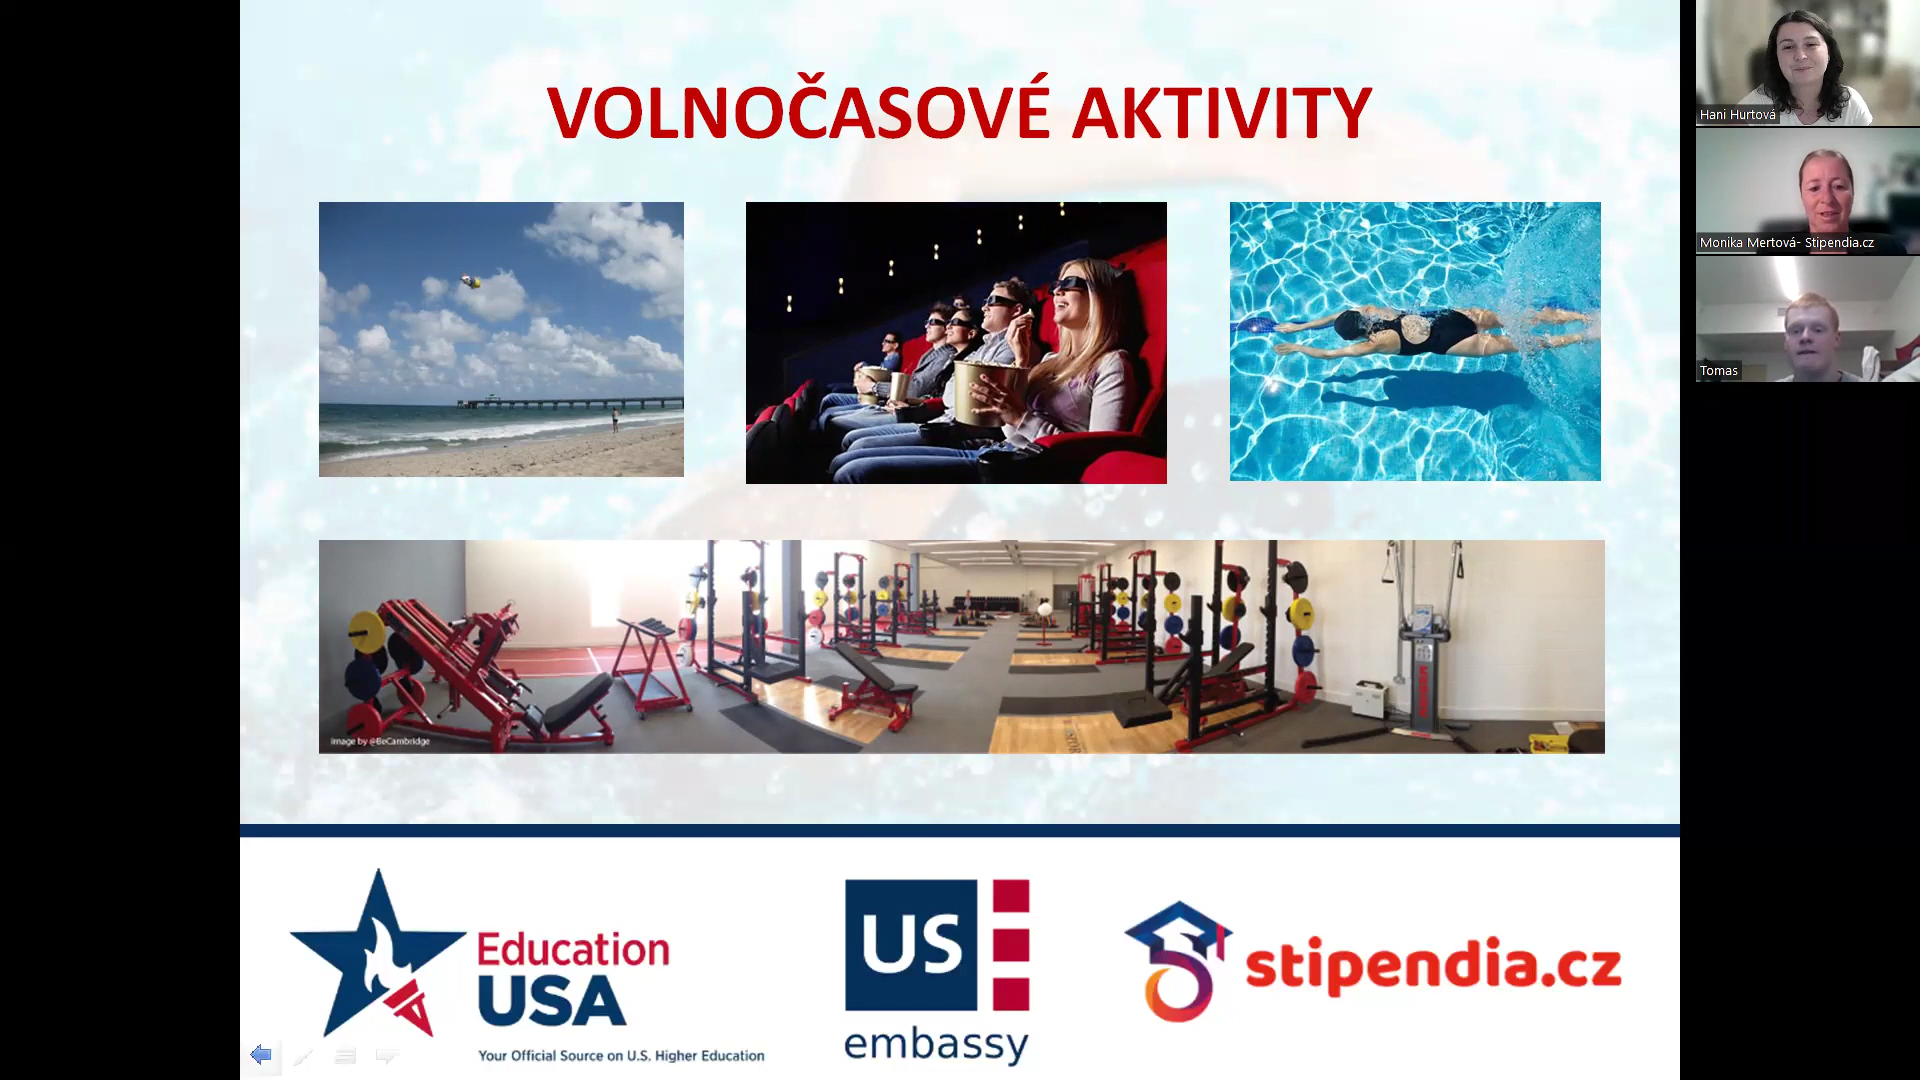 VOLNOČASOVÉ AKTIVITY
Hani Hurtová
Monika Mertová- Stipendia.cz
Tomas
image by @BeCambridge
Education
USA
Your Official Source on U.S. Higher Education
US
embassy
stipendia.cz